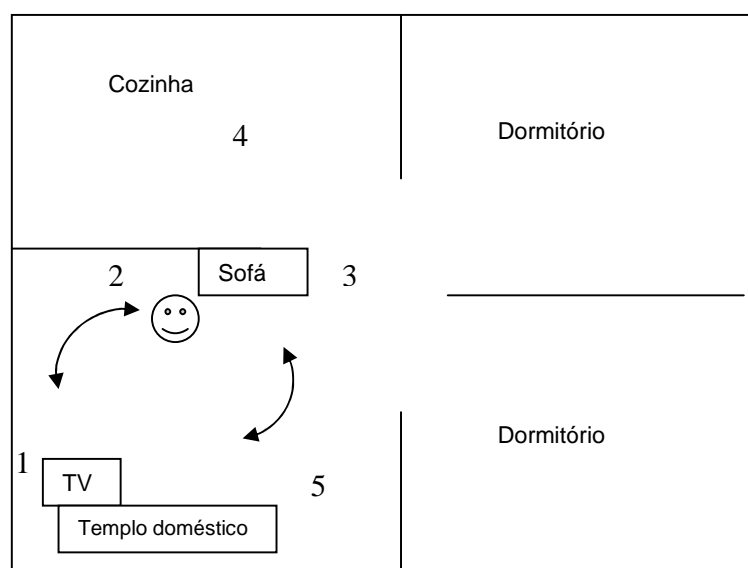 Cozinha
4
Dormitório
2
Sofá
3
Dormitório
1
TV
5
Templo doméstico